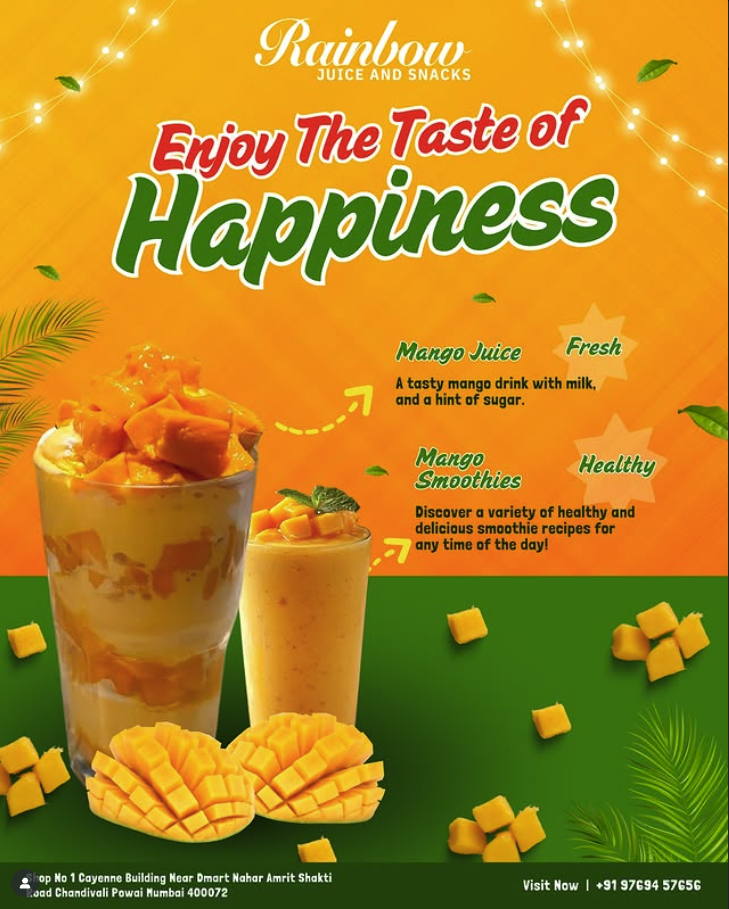 Rainbow
JUICE AND SNACKS
Enjoy The Taste of
Happiness
Mango Juice
Fresh
A tasty mango drink with milk,
and a hint of sugar.
Mango
Smoothies
Healthy
Discover a variety of healthy and
delicious smoothie recipes for
any time of the day!
Shop No 1 Cayenne Building Near Dmart Nahar Amrit Shakti
Road Chandivali Powai Mumbai 400072
Visit Now | +91 97694 57656